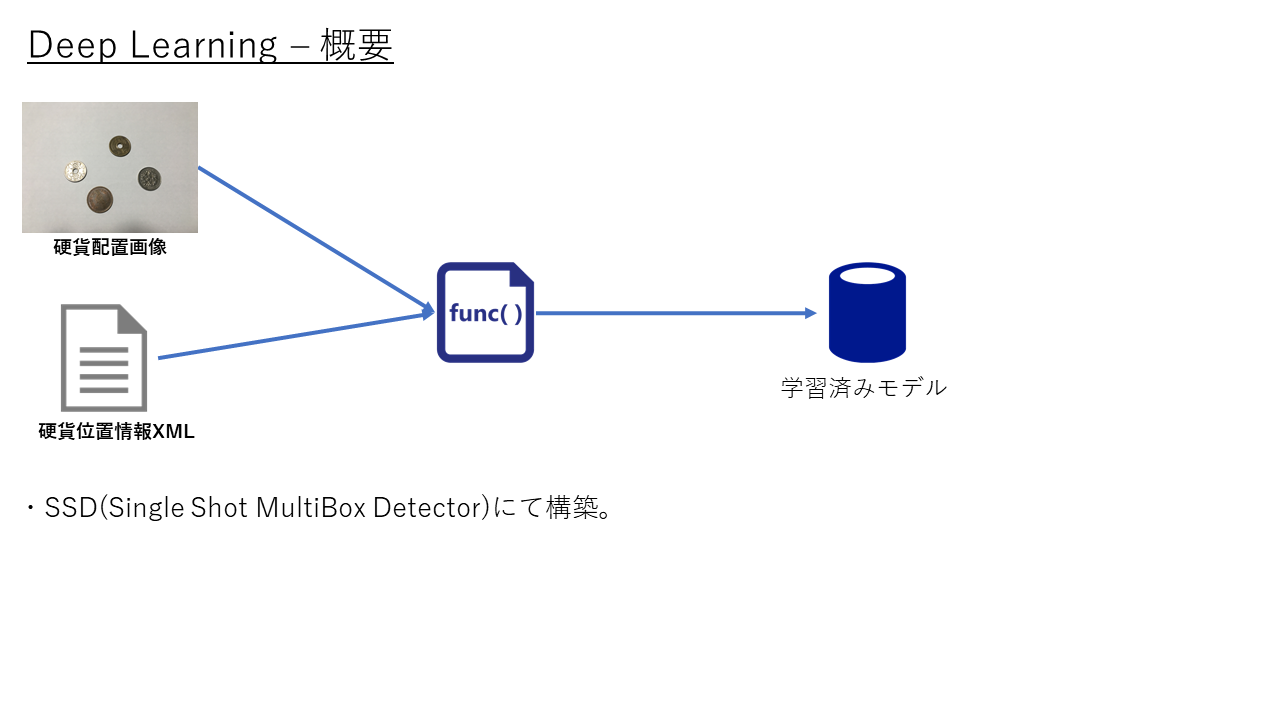 Deep Learning – 概要
硬貨配置画像
func( )
学習済みモデル
硬貨位置情報XML
・SSD(Single Shot MultiBox Detector)にて構築。